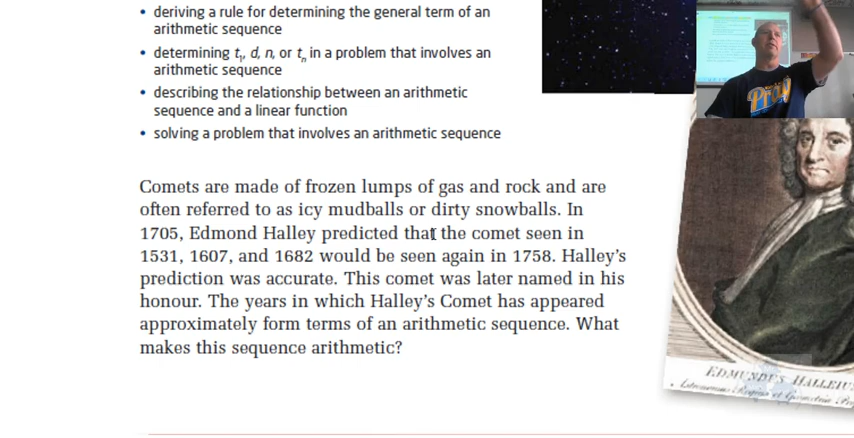 • deriving a rule for determining the general term of an
arithmetic sequence
• determining t1, d, n, or tn in a problem that involves an
arithmetic sequence
• describing the relationship between an arithmetic
sequence and a linear function
• solving a problem that involves an arithmetic sequence
Comets are made of frozen lumps of gas and rock and are
often referred to as icy mudballs or dirty snowballs. In
1705, Edmond Halley predicted that the comet seen in
1531, 1607, and 1682 would be seen again in 1758. Halley's
prediction was accurate. This comet was later named in his
honour. The years in which Halley's Comet has appeared
approximately form terms of an arithmetic sequence. What
makes this sequence arithmetic?
EDMUNDUS HALLEIUS